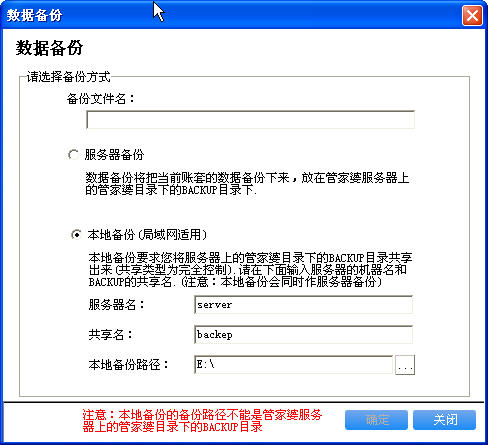 数据备份
数据备份
请选择备份方式
备份文件名：
服务器备份
数据备份将把当前账套的数据备份下来，放在管家婆服务器上
的管家婆目录下的BACKUP目录下.
本地备份(局域网适用)
本地备份要求您将服务器上的管家婆目录下的BACKUP目录共享
出来(共享类型为完全控制).请在下面输入服务器的机器名和
BACKUP的共享名.(注意：本地备份会同时作服务器备份)
服务器名：
server
共享名：
backep
本地备份路径：
E:\
...
注意：本地备份的备份路径不能是管家婆服务
器上的管家婆目录下的BACKUP目录
确定
关闭